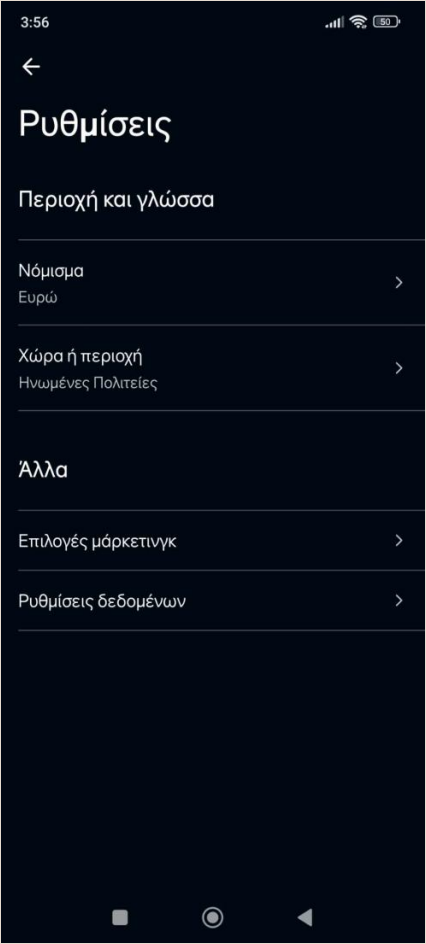 3:56
50
Ρυθμίσεις
Περιοχή και γλώσσα
Νόμισμα
Ευρώ
Χώρα ή περιοχή
Ηνωμένες Πολιτείες
Άλλα
Επιλογές μάρκετινγκ
Ρυθμίσεις δεδομένων